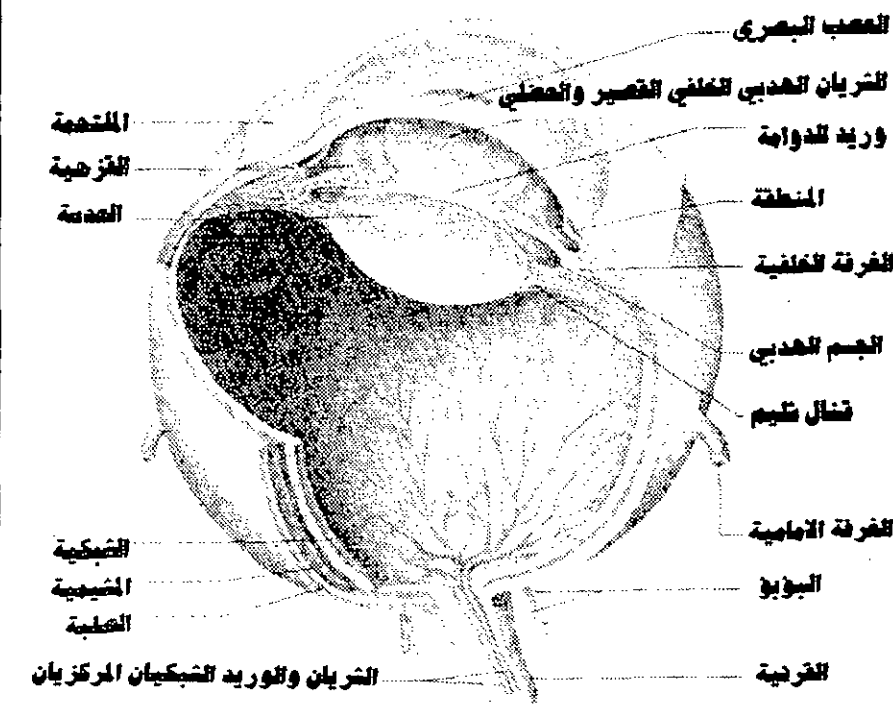 العصب البصرى
الشريان الهدبي الخلفي القصير والعضلي
وريد الدوامة
المنطقة
الغرفة الخلفية
الجسم الهدبي
قنال شليم
الغرفة الامامية
البؤبؤ
القرنية
الملتحمة
القزحية
العدسة
الشبكية
المشيمية
الصلبة
الشريان والوريد الشبكيان المركزيان